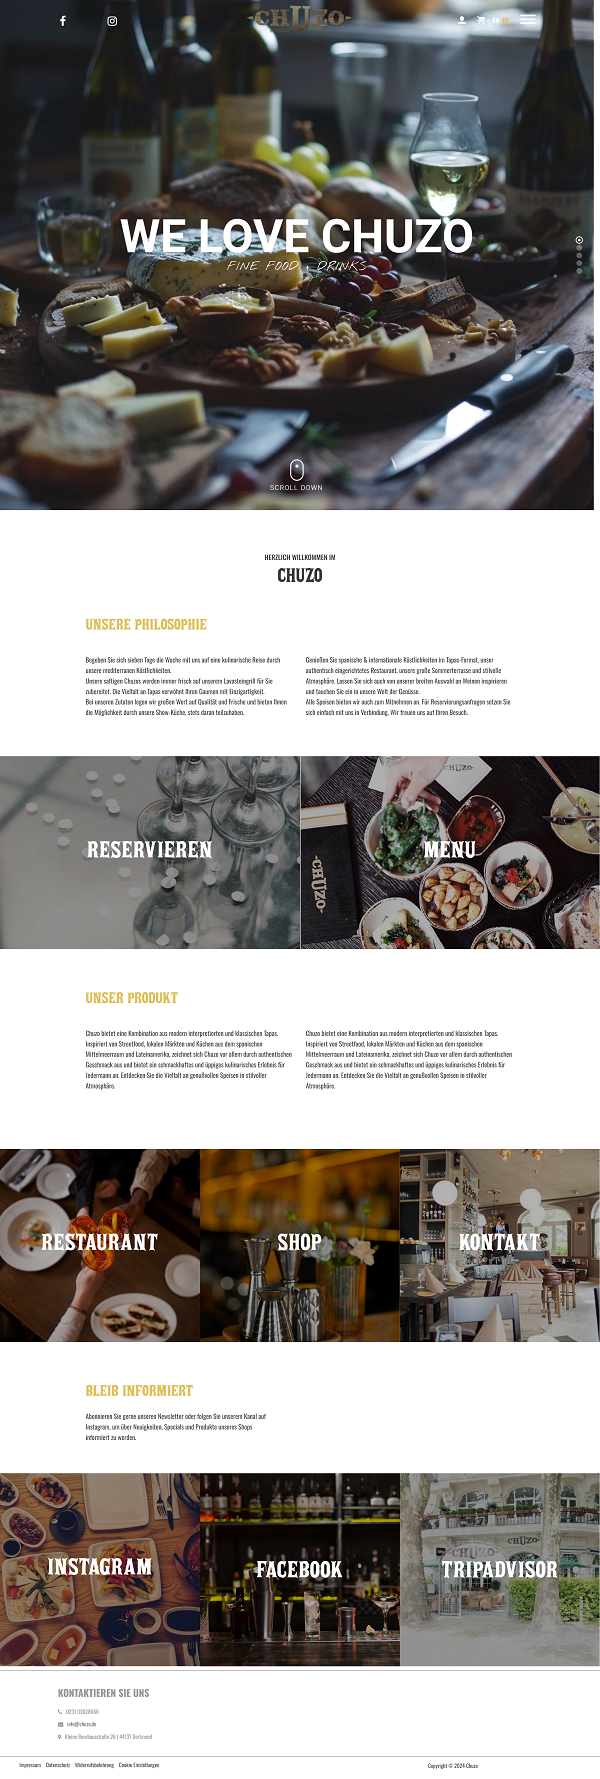 CHUZO
WE LOVE CHUZO
FINE FOOD + DRINKS
SCROLL DOWN
HERZLICH WILLKOMMEN IM
CHUZO
UNSERE PHILOSOPHIE
Begeben Sie sich sieben Tage die Woche mit uns auf eine kulinarische Reise durch
unsere mediterranen Köstlichkeiten.
Unsere saftigen Chuzos werden immer frisch auf unserem Lavasteingrill für Sie
zubereitet. Die Vielfalt an Tapas verwöhnt Ihren Gaumen mit Einzigartigkeit.
Bei unseren Zutaten legen wir großen Wert auf Qualität und Frische und bieten Ihnen
die Möglichkeit durch unsere Show-Küche, stets daran teilzuhaben.
Genießen Sie spanische & internationale Köstlichkeiten im Tapas-Format, unser
authentisch eingerichtetes Restaurant, unsere große Sommerterrasse und stilvolle
Atmosphäre. Lassen Sie sich auch von unserer breiten Auswahl an Weinen inspirieren
und tauchen Sie ein in unsere Welt der Genüsse.
Alle Speisen bieten wir auch zum Mitnehmen an. Für Reservierungsanfragen setzen Sie
sich einfach mit uns in Verbindung. Wir freuen uns auf Ihren Besuch.
RESERVIEREN
CHUZO
CHUZO
MENU
UNSER PRODUKT
Chuzo bietet eine Kombination aus modern interpretierten und klassischen Tapas.
Inspiriert von Streetfood, lokalen Märkten und Küchen aus dem spanischen
Mittelmeerraum und Lateinamerika, zeichnet sich Chuzo vor allem durch authentischen
Geschmack aus und bietet ein schmackhaftes und üppiges kulinarisches Erlebnis für
Jedermann an. Entdecken Sie die Vielfalt an genußvollen Speisen in stilvoller
Atmosphäre.
Chuzo bietet eine Kombination aus modern interpretierten und klassischen Tapas.
Inspiriert von Streetfood, lokalen Märkten und Küchen aus dem spanischen
Mittelmeerraum und Lateinamerika, zeichnet sich Chuzo vor allem durch authentischen
Geschmack aus und bietet ein schmackhaftes und üppiges kulinarisches Erlebnis für
Jedermann an. Entdecken Sie die Vielfalt an genußvollen Speisen in stilvoller
Atmosphäre.
RESTAURANT
SHOP
KONTAKT
BLEIB INFORMIERT
Abonnieren Sie gerne unseren Newsletter oder folgen Sie unserem Kanal auf
Instagram, um über Neuigkeiten, Specials und Produkte unseres Shops
informiert zu werden.
INSTAGRAM
FACEBOOK
CHUZO
CHUZO
TRIPADVISOR
KONTAKTIEREN SIE UNS
info@chuzo.de
Kleine Beurhausstraße 26 | 44137 Dortmund
Impressum Datenschutz Widerrufsbelehrung Cookie Einstellungen
Copyright © 2024 Chuzo